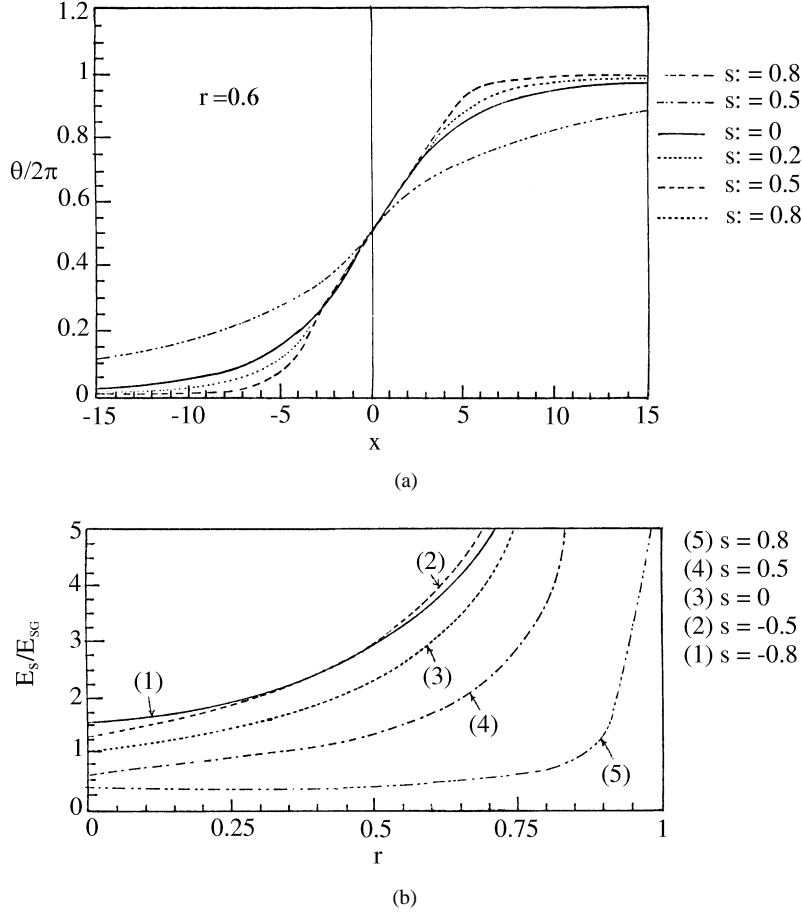 1.2
1
0.8
0.6
0.4
0.2
0
θ/2π
r =0.6
-15
-10
-5
0
5
10
15
x
s: = 0.8
s: = 0.5
s: = 0
s: = 0.2
s: = 0.5
s: = 0.8
(a)
5
4
3
2
1
0
E_S/E_SG
(1)
(2)
(3)
(4)
(5)
0
0.25
0.5
0.75
1
r
(5) s = 0.8
(4) s = 0.5
(3) s = 0
(2) s = -0.5
(1) s = -0.8
(b)